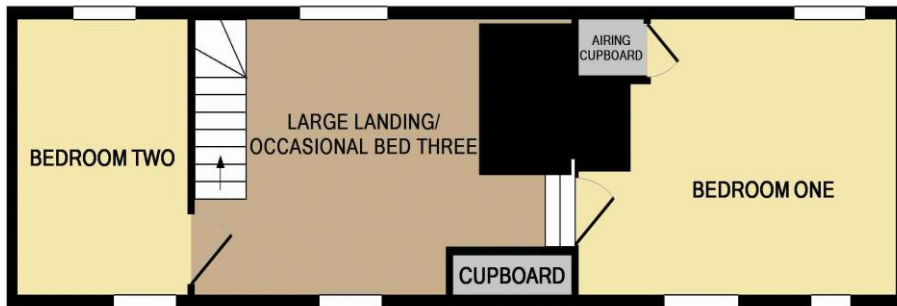 BEDROOM TWO
LARGE LANDING/
OCCASIONAL BED THREE
AIRING
CUPBOARD
BEDROOM ONE
CUPBOARD